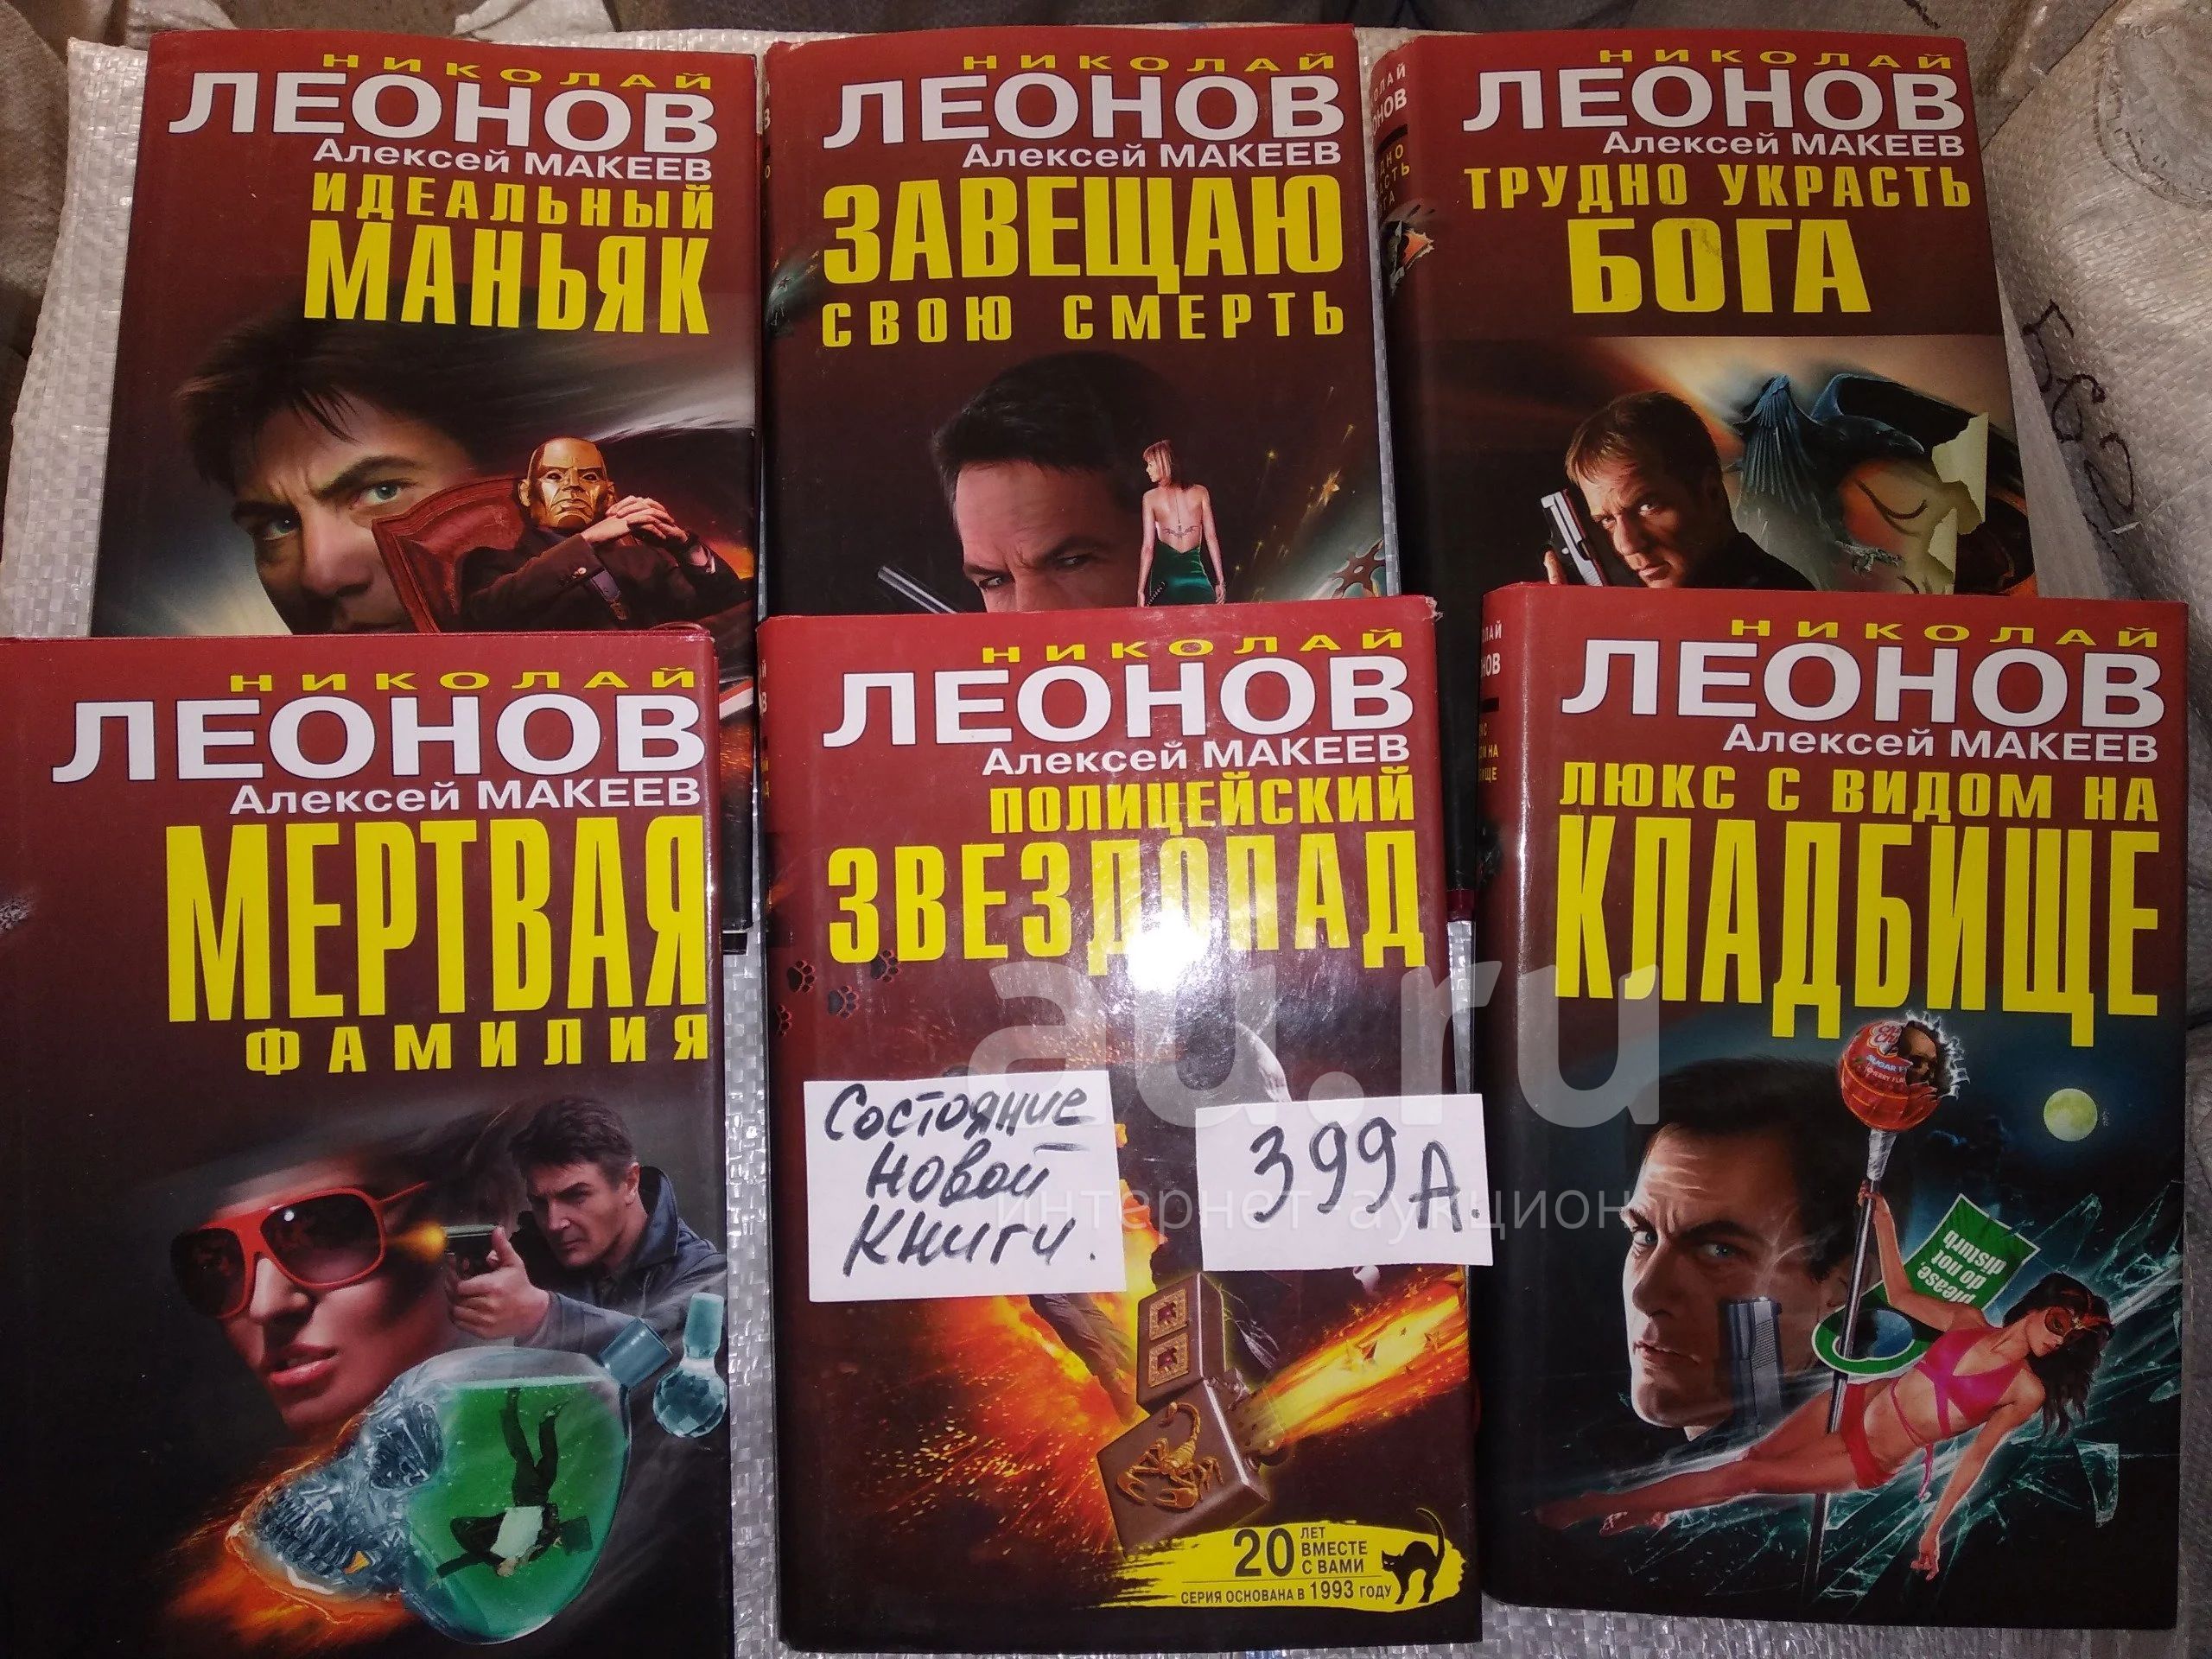 НИКОЛАЙ
ЛЕОНОВ
Алексей МАКЕЕВ
ИДЕАЛЬНЫЙ
МАНЬЯК
НИКОЛАЙ
ЛЕОНОВ
Алексей МАКЕЕВ
ЗАВЕЩАЮ
СВОЮ СМЕРТЬ
НИКОЛАЙ
ЛЕОНОВ
Алексей МАКЕЕВ
ТРУДНО УКРАСТЬ
БОГА
562
НИКОЛАЙ
ЛЕОНОВ
Алексей МАКЕЕВ
МЕРТВАЯ
ФАМИЛИЯ
НИКОЛАЙ
ЛЕОНОВ
Алексей МАКЕЕВ
ПОЛИЦЕЙСКИЙ
ЗВЕЗДОПАД
Состояние
Новой
Книги.
399А.
20 ЛЕТ
ВМЕСТЕ
С ВАМИ
СЕРИЯ ОСНОВАНА В 1993 ГОДУ
НИКОЛАЙ
ЛЕОНОВ
Алексей МАКЕЕВ
ЛЮКС С ВИДОМ НА
КЛАДБИЩЕ
please,
do not
disturb
au.ru
интернет-аукцион